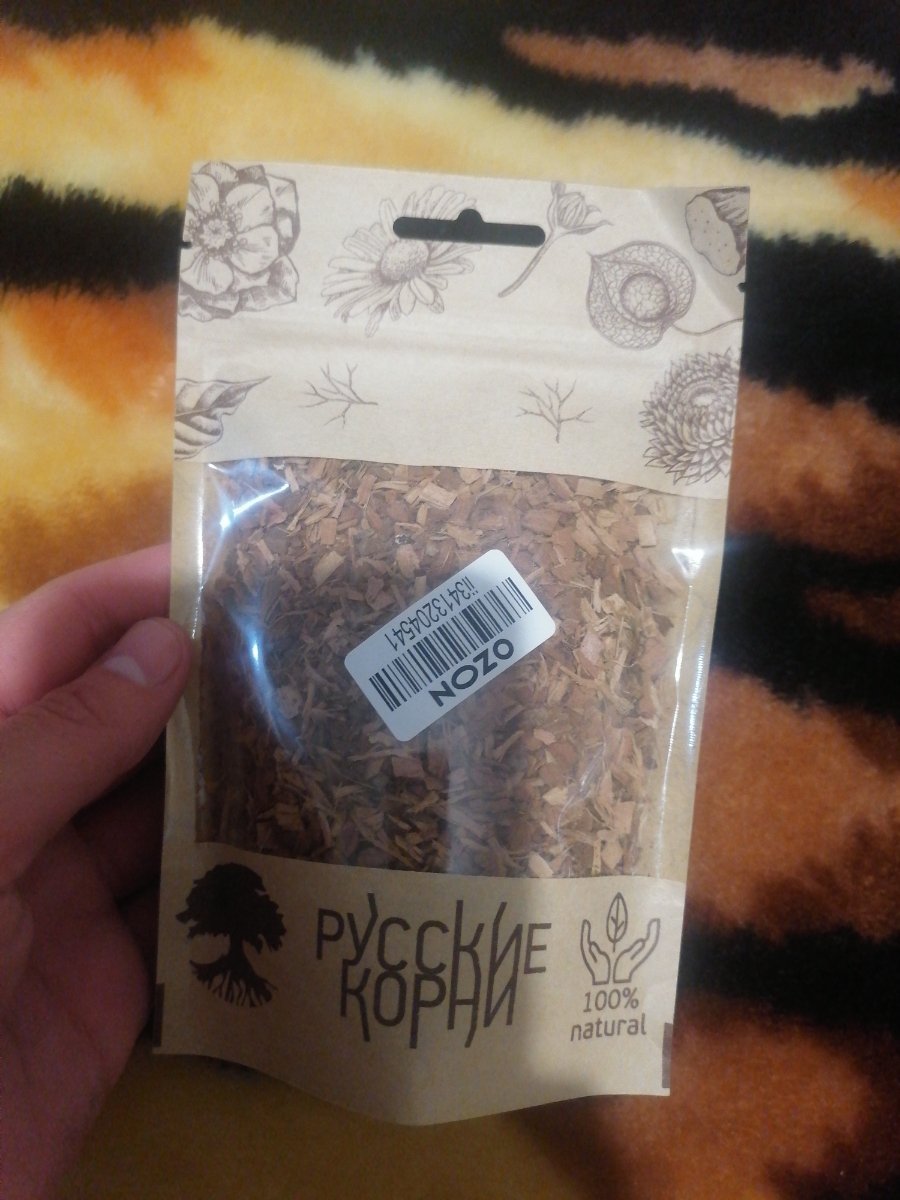 OZON
ii3413204541
РУССКИЕ
КОРНИ
100%
natural